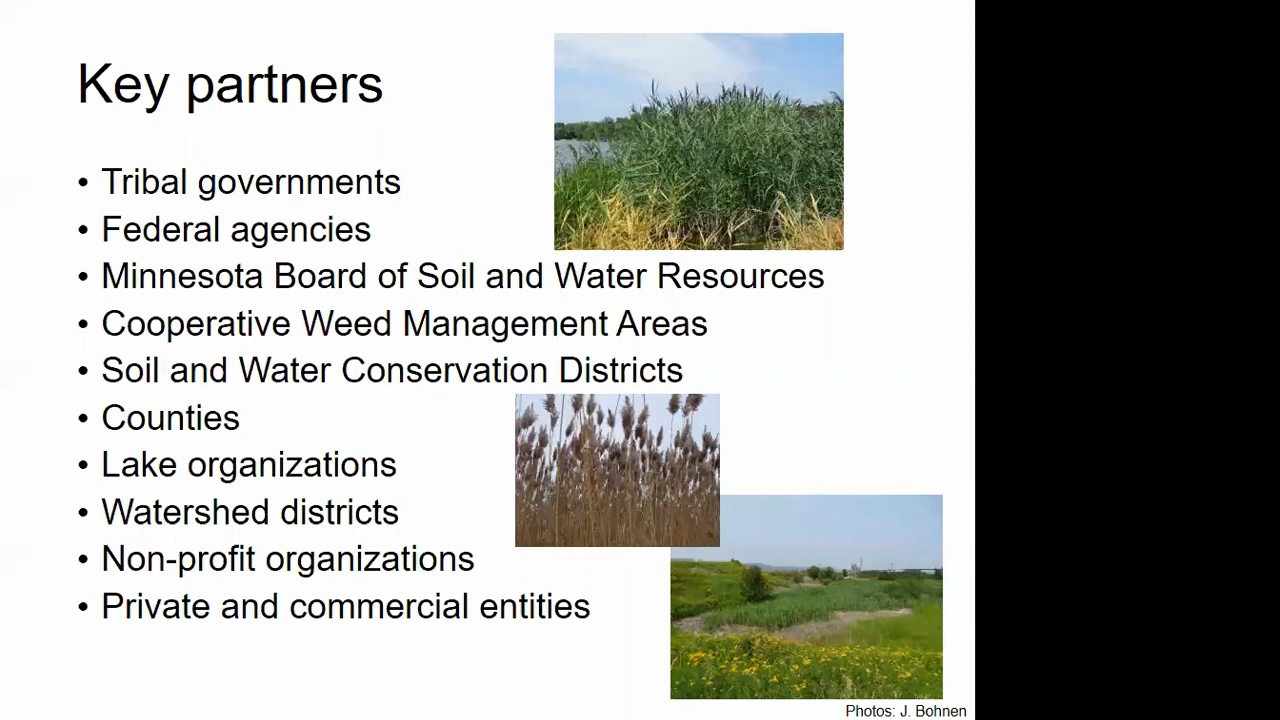 Key partners
• Tribal governments
• Federal agencies
• Minnesota Board of Soil and Water Resources
• Cooperative Weed Management Areas
• Soil and Water Conservation Districts
• Counties
• Lake organizations
• Watershed districts
• Non-profit organizations
• Private and commercial entities
Photos: J. Bohnen